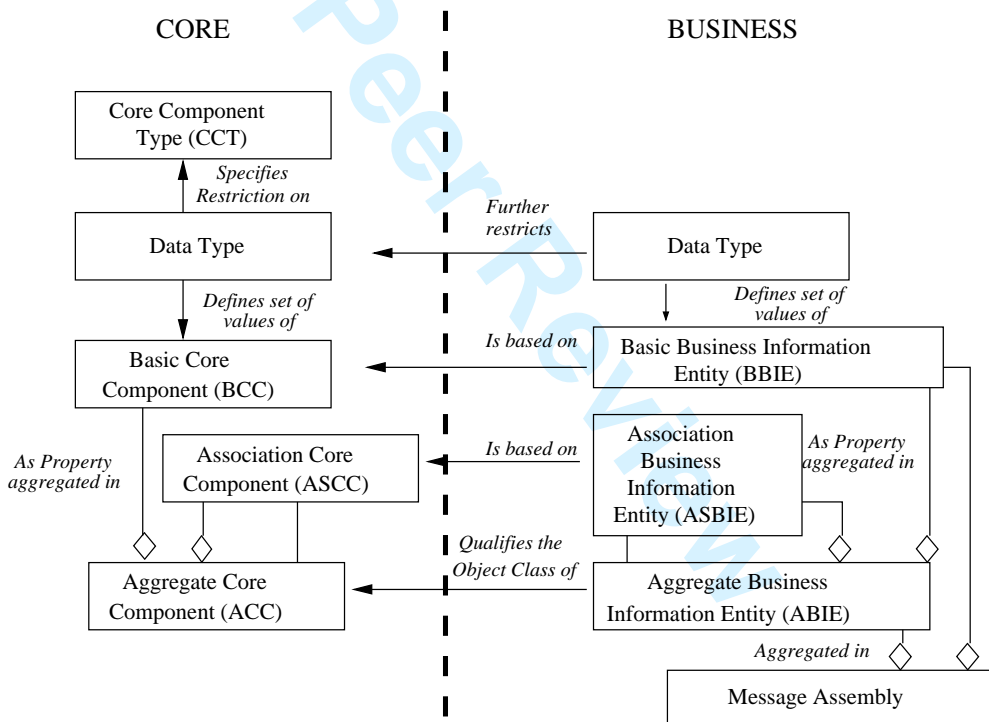 CORE
BUSINESS
Core Component
Type (CCT)
Specifies
Restriction on
Data Type
Further
restricts
Data Type
Defines set of
values of
Defines set of
values of
Basic Core
Component (BCC)
Is based on
Basic Business Information
Entity (BBIE)
As Property
aggregated in
Association Core
Component (ASCC)
Is based on
Association
Business
Information
Entity (ASBIE)
As Property
aggregated in
Aggregate Core
Component (ACC)
Qualifies the
Object Class of
Aggregate Business
Information Entity (ABIE)
Aggregated in
Message Assembly
Peer Review